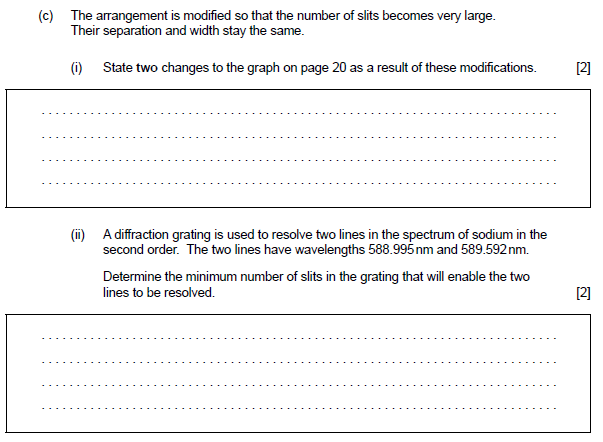 (c) The arrangement is modified so that the number of slits becomes very large.
Their separation and width stay the same.
(i) State two changes to the graph on page 20 as a result of these modifications. [2]
(ii) A diffraction grating is used to resolve two lines in the spectrum of sodium in the
second order. The two lines have wavelengths 588.995 nm and 589.592 nm.
Determine the minimum number of slits in the grating that will enable the two
lines to be resolved. [2]